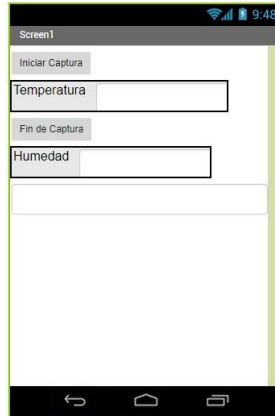 9:48
Screen1
Iniciar Captura
Temperatura
Fin de Captura
Humedad